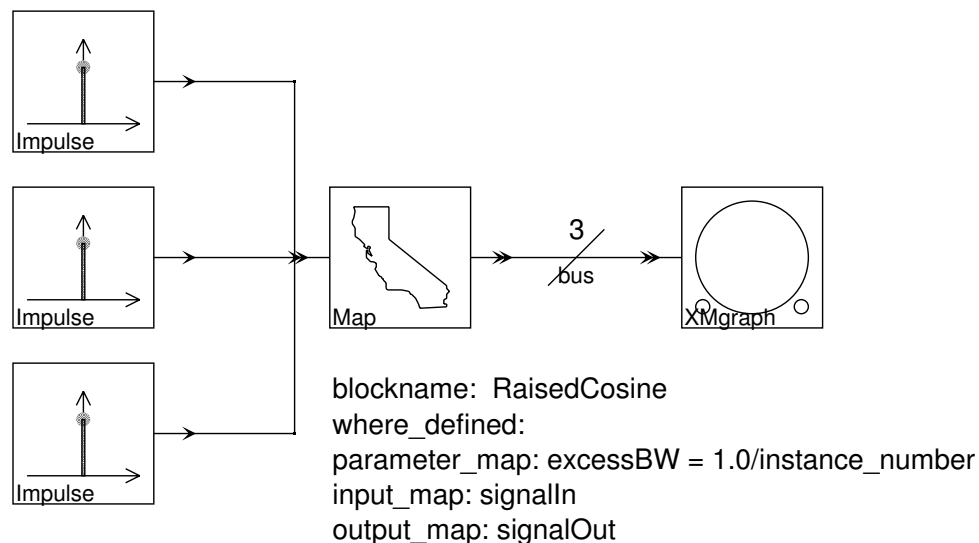 Impulse
Impulse
Map
3
bus
XMgraph
Impulse
blockname:  RaisedCosine
where_defined:
parameter_map: excessBW = 1.0/instance_number
input_map: signalIn
output_map: signalOut